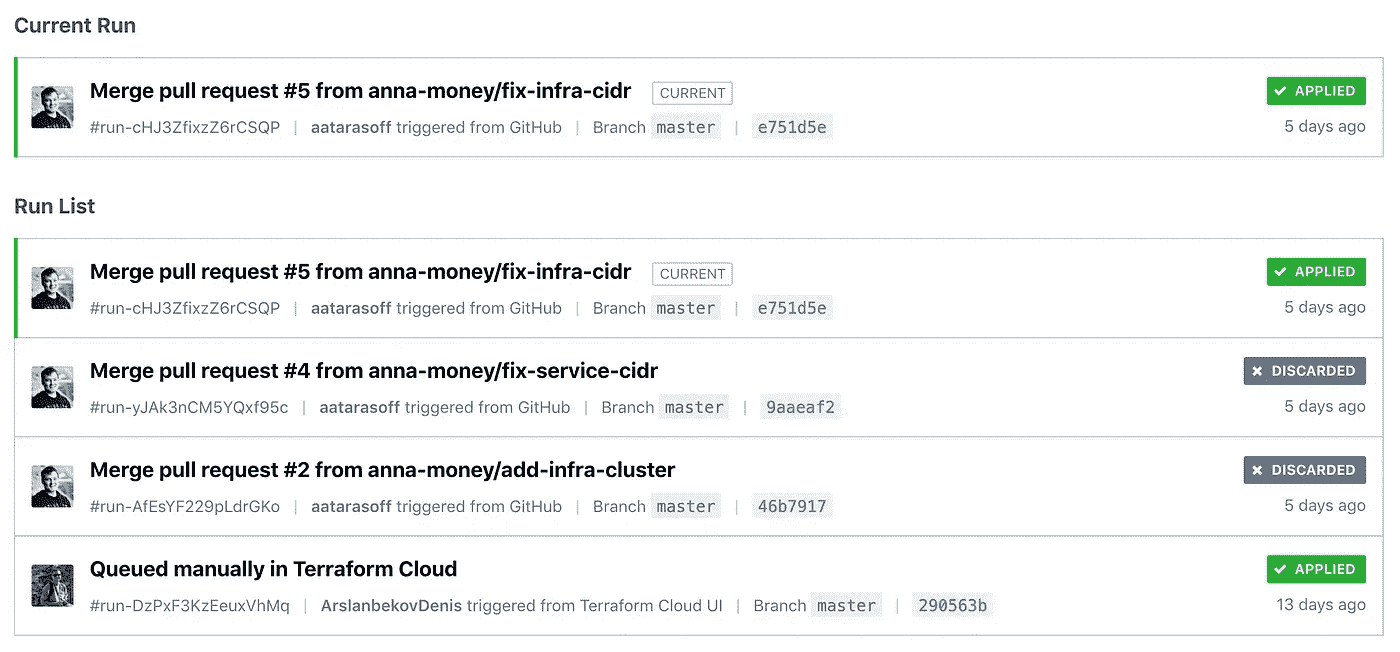 Current Run
Merge pull request #5 from anna-money/fix-infra-cidr CURRENT APPLIED
#run-cHJ3ZfixzZ6rCSQP | aatarasoff triggered from GitHub | Branch master | e751d5e 5 days ago
Run List
Merge pull request #5 from anna-money/fix-infra-cidr CURRENT APPLIED
#run-cHJ3ZfixzZ6rCSQP | aatarasoff triggered from GitHub | Branch master | e751d5e 5 days ago
Merge pull request #4 from anna-money/fix-service-cidr DISCARDED
#run-yJAk3nCM5YQxf95c | aatarasoff triggered from GitHub | Branch master | 9aaeaf2 5 days ago
Merge pull request #2 from anna-money/add-infra-cluster DISCARDED
#run-AfEsYF229pLdrGKo | aatarasoff triggered from GitHub | Branch master | 46b7917 5 days ago
Queued manually in Terraform Cloud APPLIED
#run-DzPxF3KzEeuxVhMq | ArslanbekovDenis triggered from Terraform Cloud UI | Branch master | 290563b 13 days ago